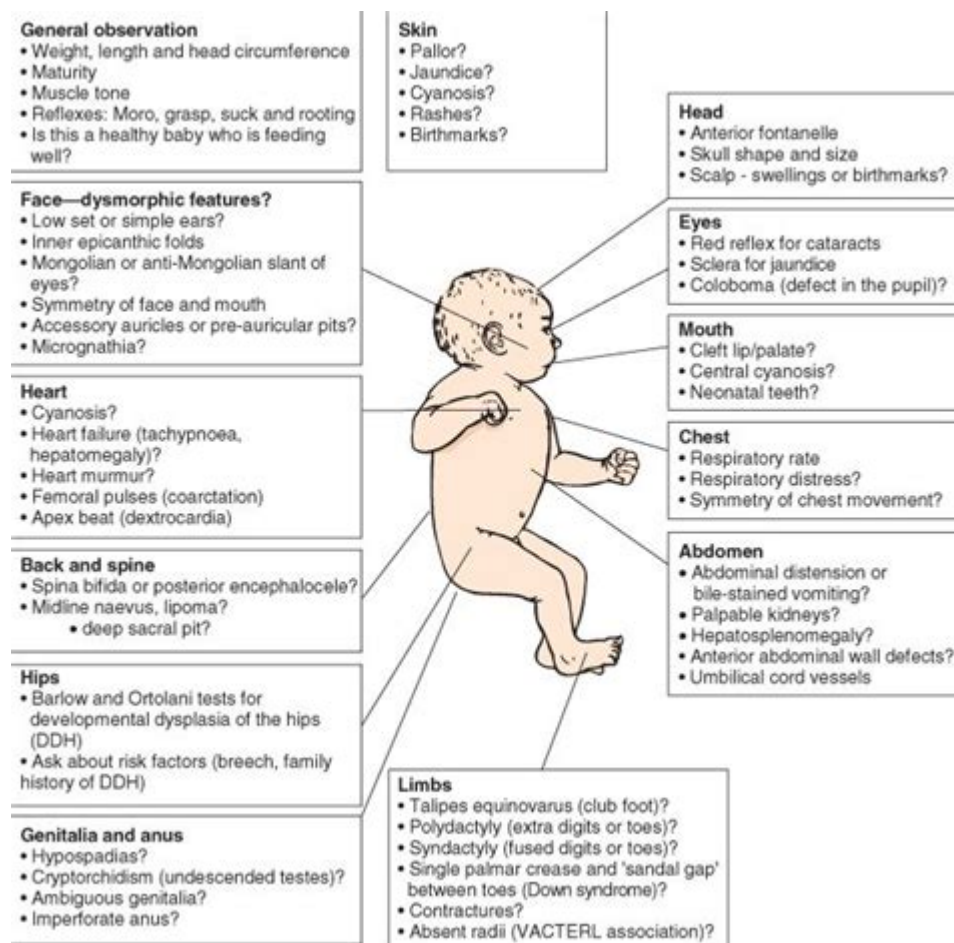 General observation
• Weight, length and head circumference
• Maturity
• Muscle tone
• Reflexes: Moro, grasp, suck and rooting
• Is this a healthy baby who is feeding
well?
Skin
• Pallor?
• Jaundice?
• Cyanosis?
• Rashes?
• Birthmarks?
Head
• Anterior fontanelle
• Skull shape and size
• Scalp - swellings or birthmarks?
Face—dysmorphic features?
• Low set or simple ears?
• Inner epicanthic folds
• Mongolian or anti-Mongolian slant of
eyes?
• Symmetry of face and mouth
• Accessory auricles or pre-auricular pits?
• Micrognathia?
Eyes
• Red reflex for cataracts
• Sclera for jaundice
• Coloboma (defect in the pupil)?
Mouth
• Cleft lip/palate?
• Central cyanosis?
• Neonatal teeth?
Heart
• Cyanosis?
• Heart failure (tachypnoea,
hepatomegaly)?
• Heart murmur?
• Femoral pulses (coarctation)
• Apex beat (dextrocardia)
Chest
• Respiratory rate
• Respiratory distress?
• Symmetry of chest movement?
Back and spine
• Spina bifida or posterior encephalocele?
• Midline naevus, lipoma?
• deep sacral pit?
Abdomen
• Abdominal distension or
bile-stained vomiting?
• Palpable kidneys?
• Hepatosplenomegaly?
• Anterior abdominal wall defects?
• Umbilical cord vessels
Hips
• Barlow and Ortolani tests for
developmental dysplasia of the hips
(DDH)
• Ask about risk factors (breech, family
history of DDH)
Genitalia and anus
• Hypospadias?
• Cryptorchidism (undescended testes)?
• Ambiguous genitalia?
• Imperforate anus?
Limbs
• Talipes equinovarus (club foot)?
• Polydactyly (extra digits or toes)?
• Syndactyly (fused digits or toes)?
• Single palmar crease and 'sandal gap'
between toes (Down syndrome)?
• Contractures?
• Absent radii (VACTERL association)?